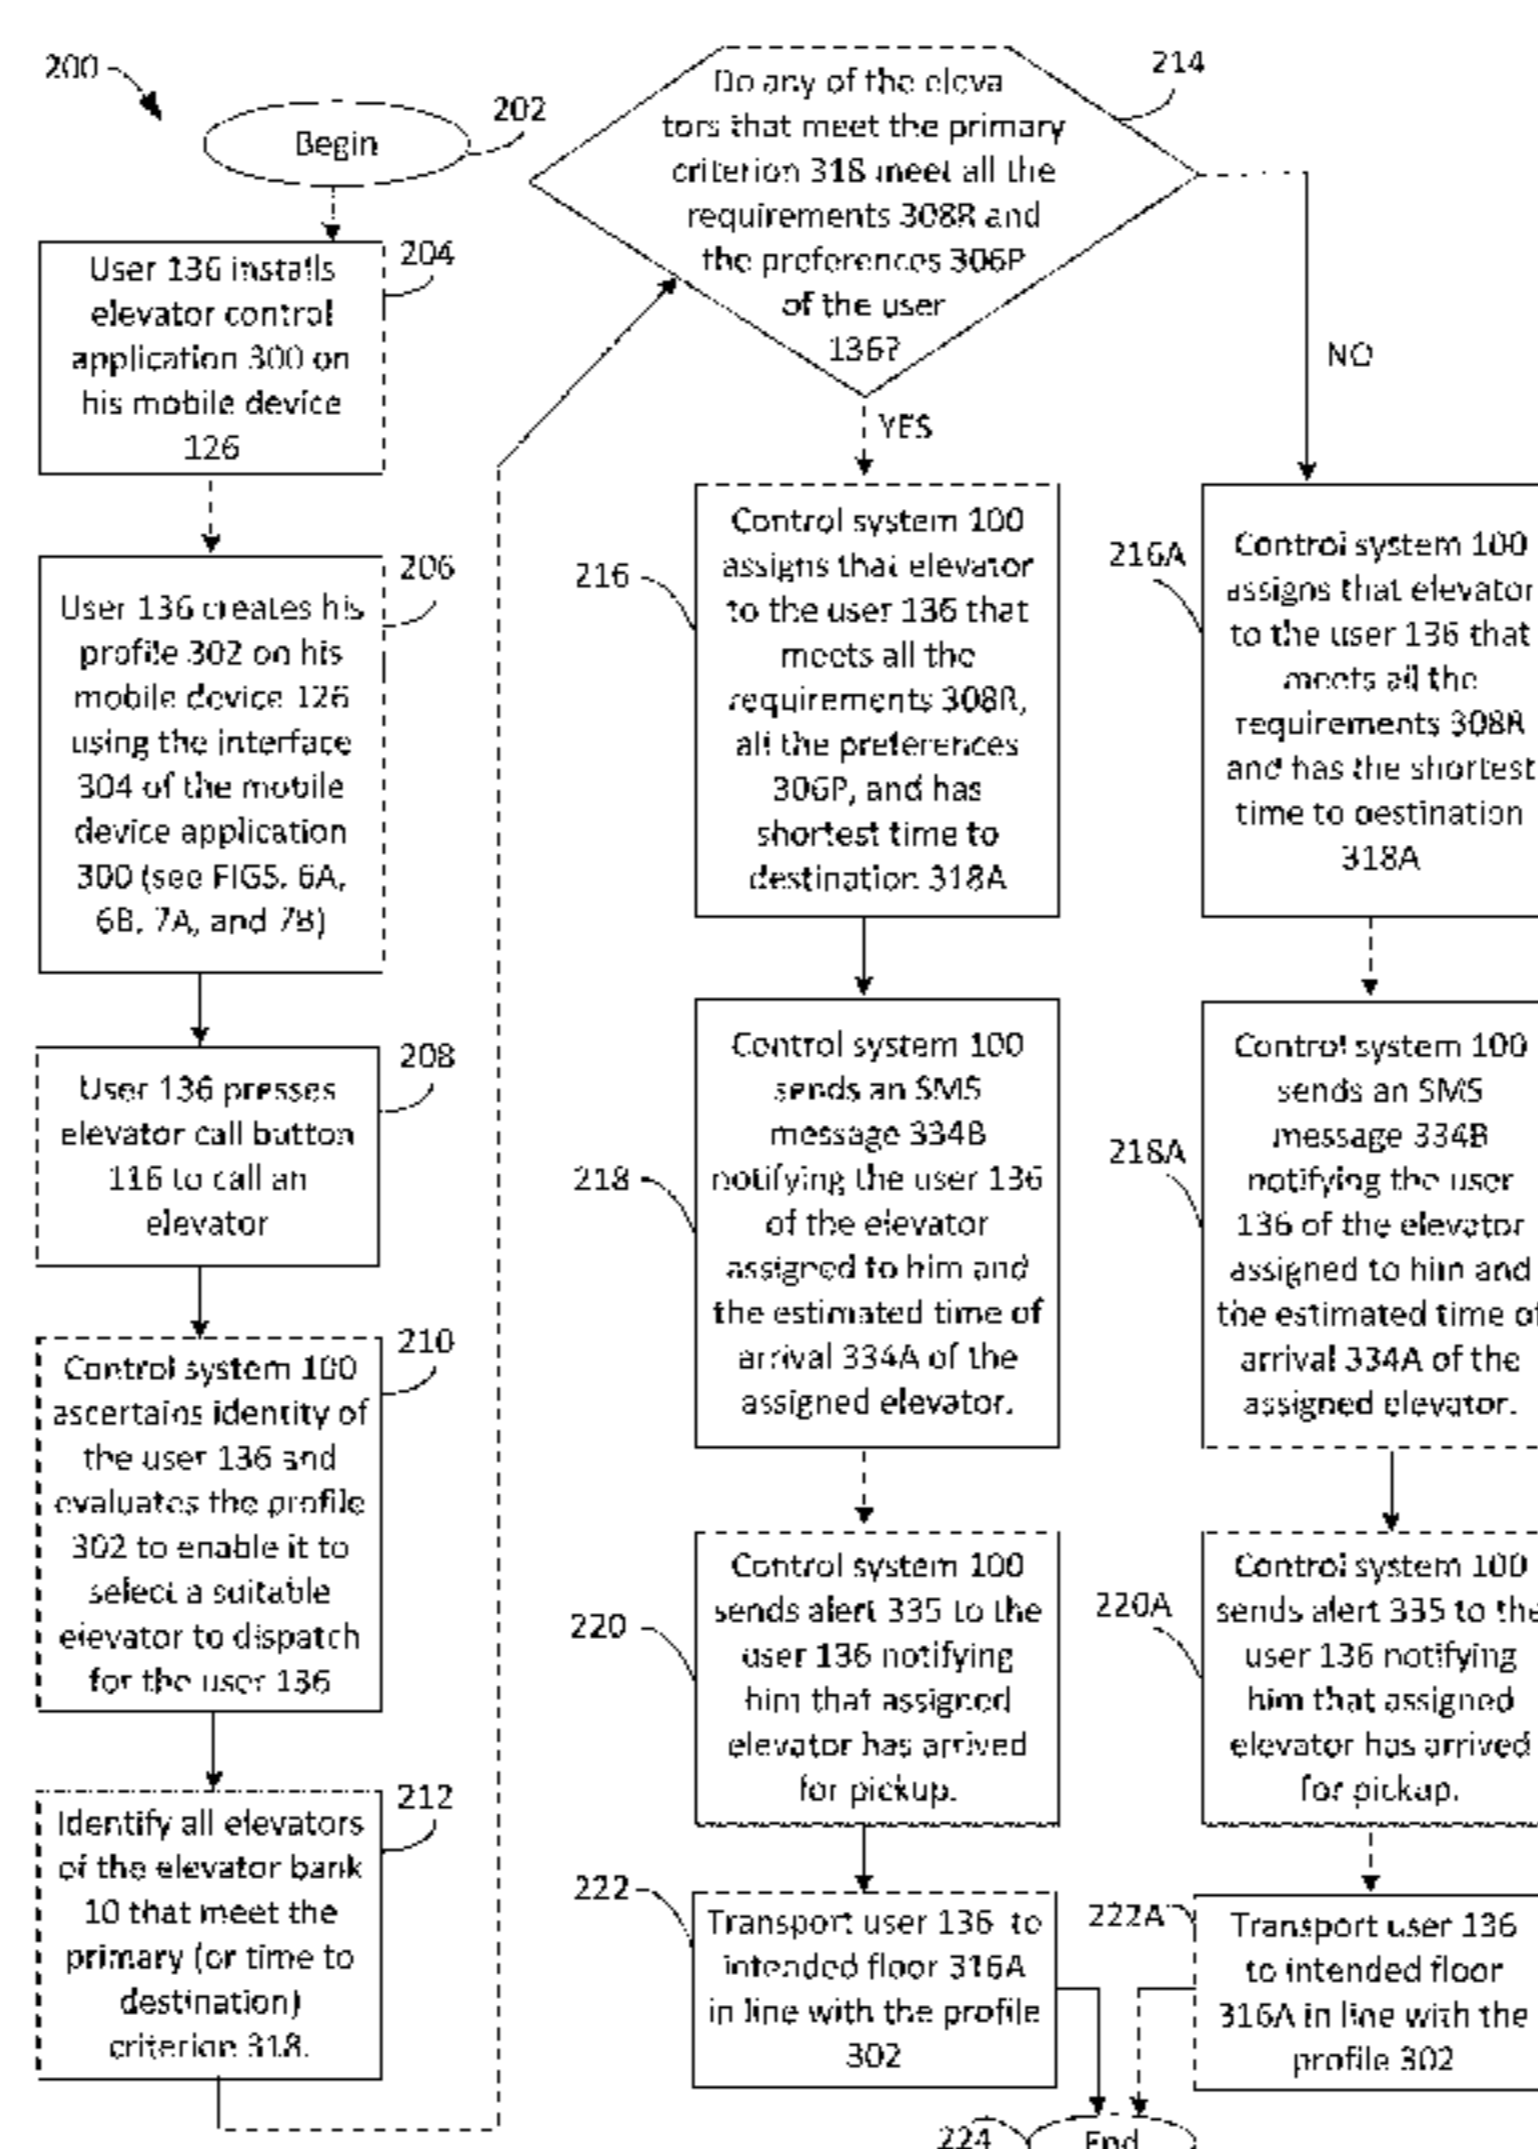 200
202
Begin
204
User 136 installs
elevator control
application 300 on
his mobile device
126
206
User 136 creates his
profile 302 on his
mobile device 126
using the interface
304 of the mobile
device application
300 (see FIGS. 6A,
6B, 7A, and 7B)
208
User 136 presses
elevator call button
116 to call an
elevator
210
Control system 100
ascertains identity of
the user 136 and
evaluates the profile
302 to enable it to
select a suitable
elevator to dispatch
for the user 136
212
Identify all elevators
of the elevator bank
10 that meet the
primary (or time to
destination)
criterion 318.
214
Do any of the eleva
tors that meet the primary
criterion 318 meet all the
requirements 308R and
the preferences 306P
of the user
136?
YES
NO
216
Control system 100
assigns that elevator
to the user 136 that
meets all the
requirements 308R,
all the preferences
306P, and has
shortest time to
destination 318A
218
Control system 100
sends an SMS
message 334B
notifying the user 136
of the elevator
assigned to him and
the estimated time of
arrival 334A of the
assigned elevator.
220
Control system 100
sends alert 335 to the
user 136 notifying
him that assigned
elevator has arrived
for pickup.
222
Transport user 136 to
intended floor 316A
in line with the profile
302
216A
Control system 100
assigns that elevator
to the user 136 that
meets all the
requirements 308R
and has the shortest
time to destination
318A
218A
Control system 100
sends an SMS
message 334B
notifying the user
136 of the elevator
assigned to him and
the estimated time of
arrival 334A of the
assigned elevator.
220A
Control system 100
sends alert 335 to the
user 136 notifying
him that assigned
elevator has arrived
for pickup.
222A
Transport user 136
to intended floor
316A in line with the
profile 302
224
End